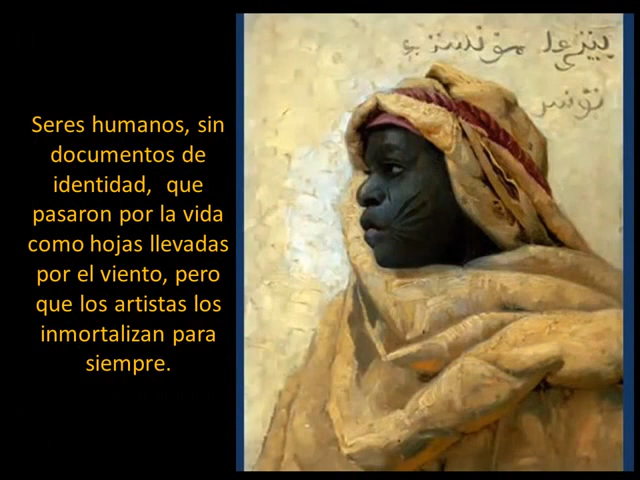 Seres humanos, sin
documentos de
identidad, que
pasaron por la vida
como hojas llevadas
por el viento, pero
que los artistas los
inmortalizan para
siempre.